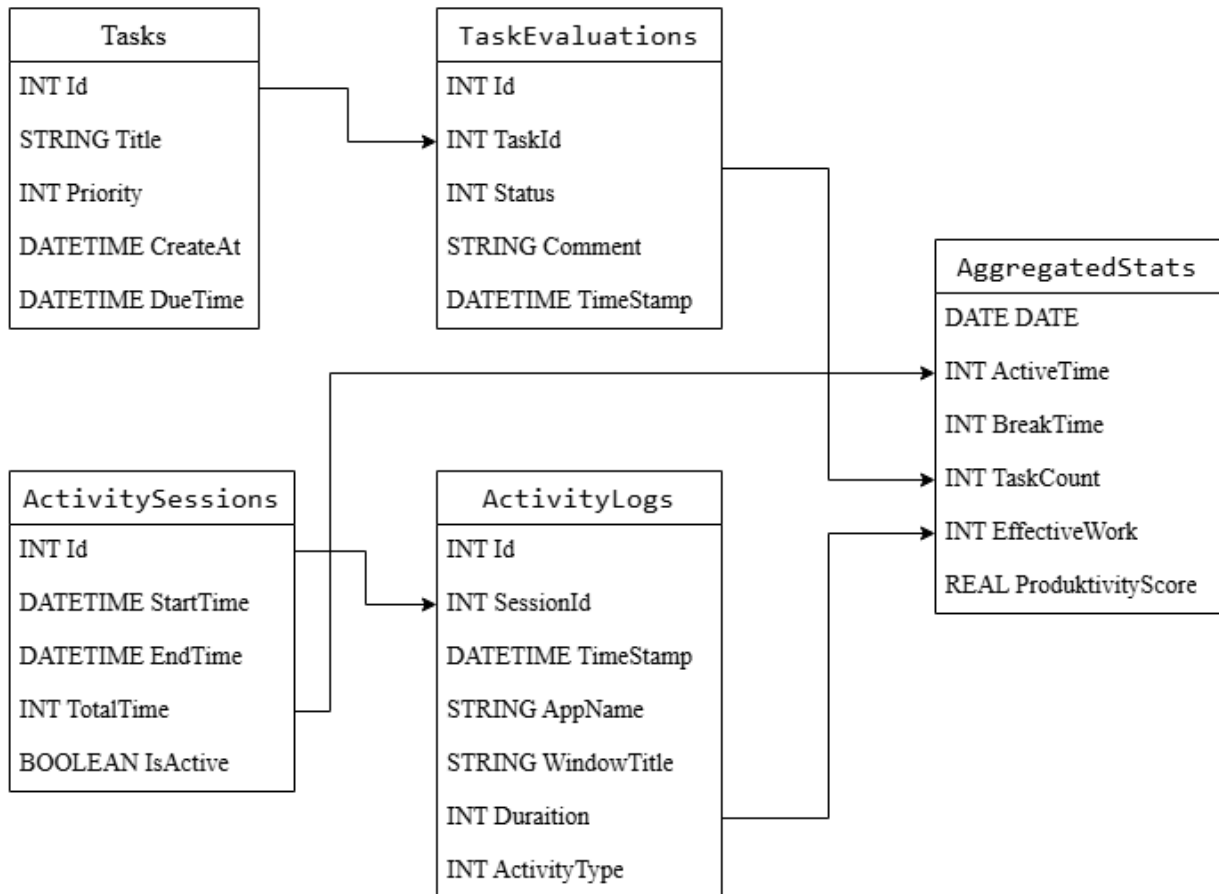 Tasks
INT Id
STRING Title
INT Priority
DATETIME CreateAt
DATETIME DueTime
TaskEvaluations
INT Id
INT TaskId
INT Status
STRING Comment
DATETIME TimeStamp
AggregatedStats
DATE DATE
INT ActiveTime
INT BreakTime
INT TaskCount
INT EffectiveWork
REAL ProduktivityScore
ActivitySessions
INT Id
DATETIME StartTime
DATETIME EndTime
INT TotalTime
BOOLEAN IsActive
ActivityLogs
INT Id
INT SessionId
DATETIME TimeStamp
STRING AppName
STRING WindowTitle
INT Duraition
INT ActivityType